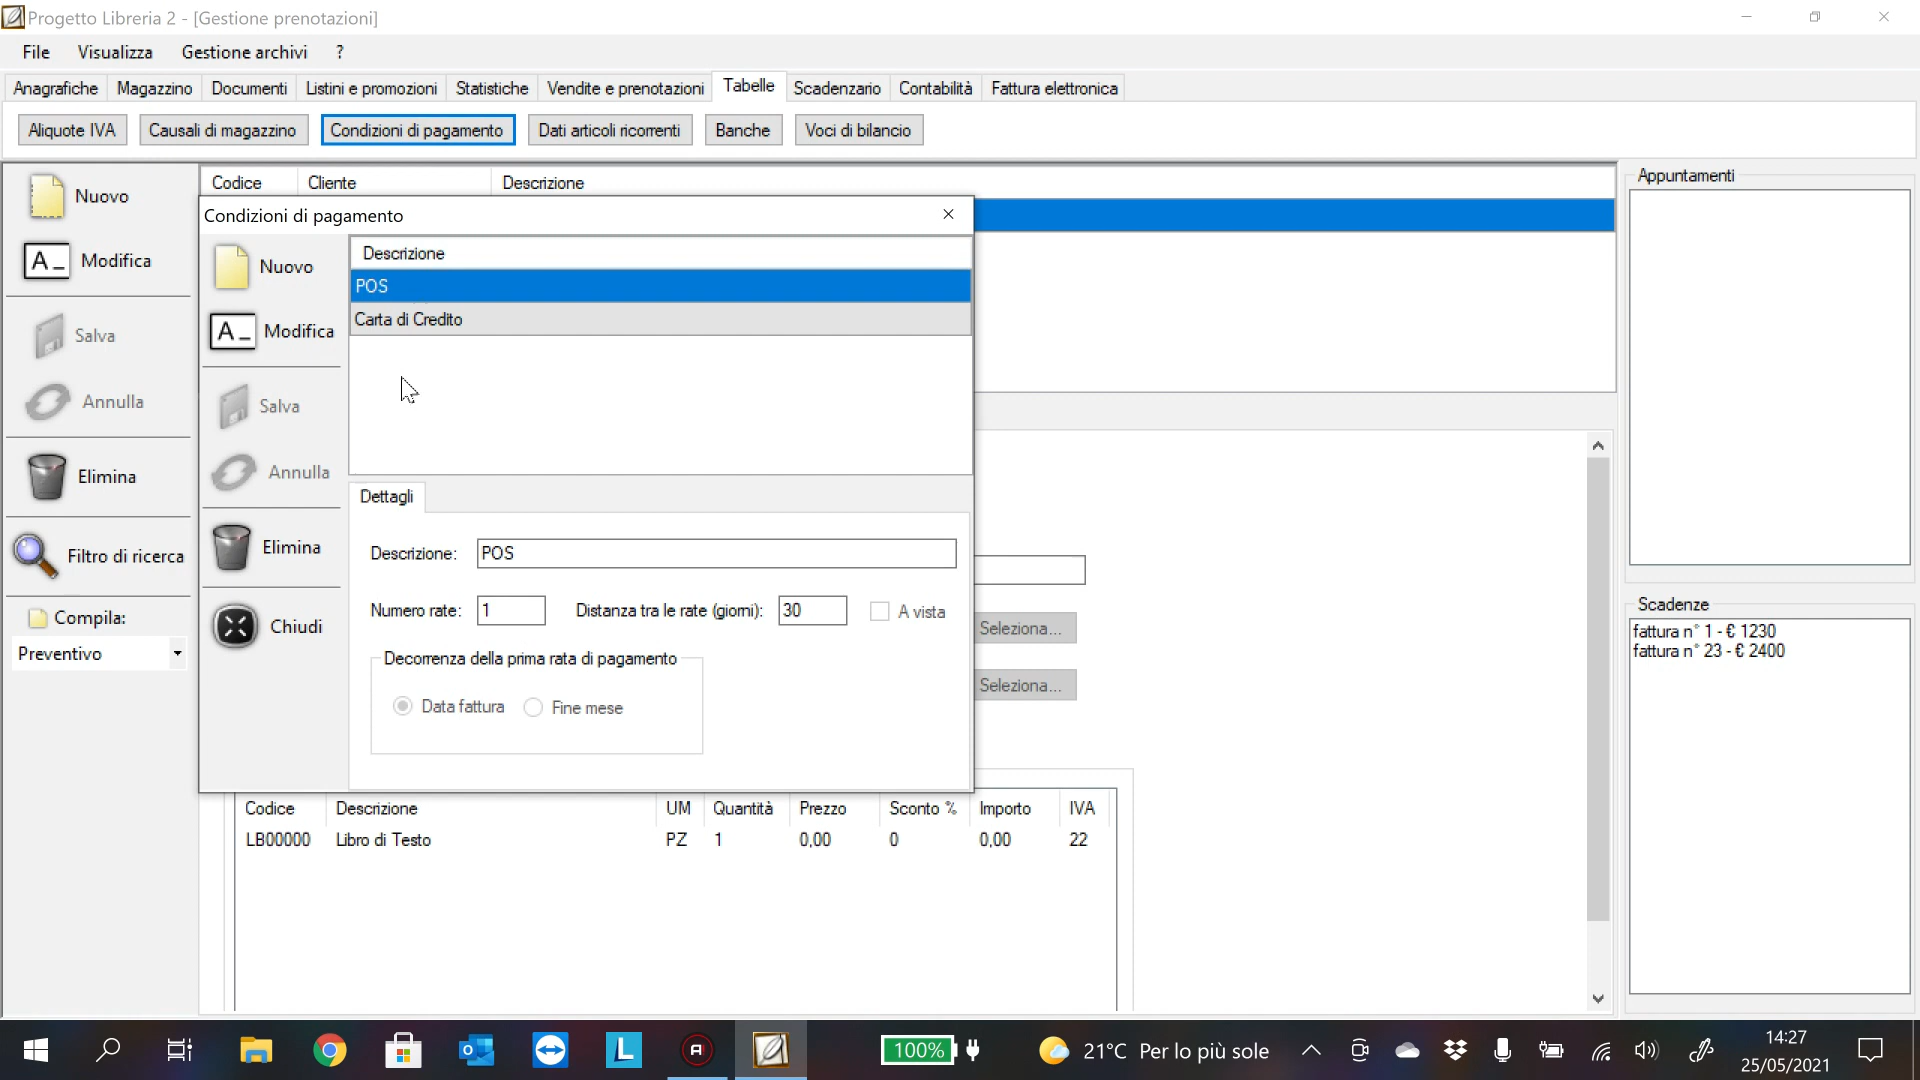 Progetto Libreria 2 - [Gestione prenotazioni]
File Visualizza Gestione archivi ?
Anagrafiche Magazzino Documenti Listini e promozioni Statistiche Vendite e prenotazioni Tabelle Scadenzario Contabilità Fattura elettronica
Aliquote IVA Causali di magazzino Condizioni di pagamento Dati articoli ricorrenti Banche Voci di bilancio
Nuovo
Modifica
Salva
Annulla
Elimina
Filtro di ricerca
Compila:
Preventivo
Codice Cliente Descrizione
Condizioni di pagamento
Nuovo
Modifica
Salva
Annulla
Elimina
Chiudi
Descrizione
POS
Carta di Credito
Dettagli
Descrizione: POS
Numero rate: 1 Distanza tra le rate (giorni): 30 A vista
Decorrenza della prima rata di pagamento
Data fattura Fine mese
Seleziona...
Seleziona...
Codice Descrizione UM Quantità Prezzo Sconto % Importo IVA
LB00000 Libro di Testo PZ 1 0,00 0 0,00 22
Appuntamenti
Scadenze
fattura n° 1 - € 1230
fattura n° 23 - € 2400
100% 21°C Per lo più sole 14:27
25/05/2021